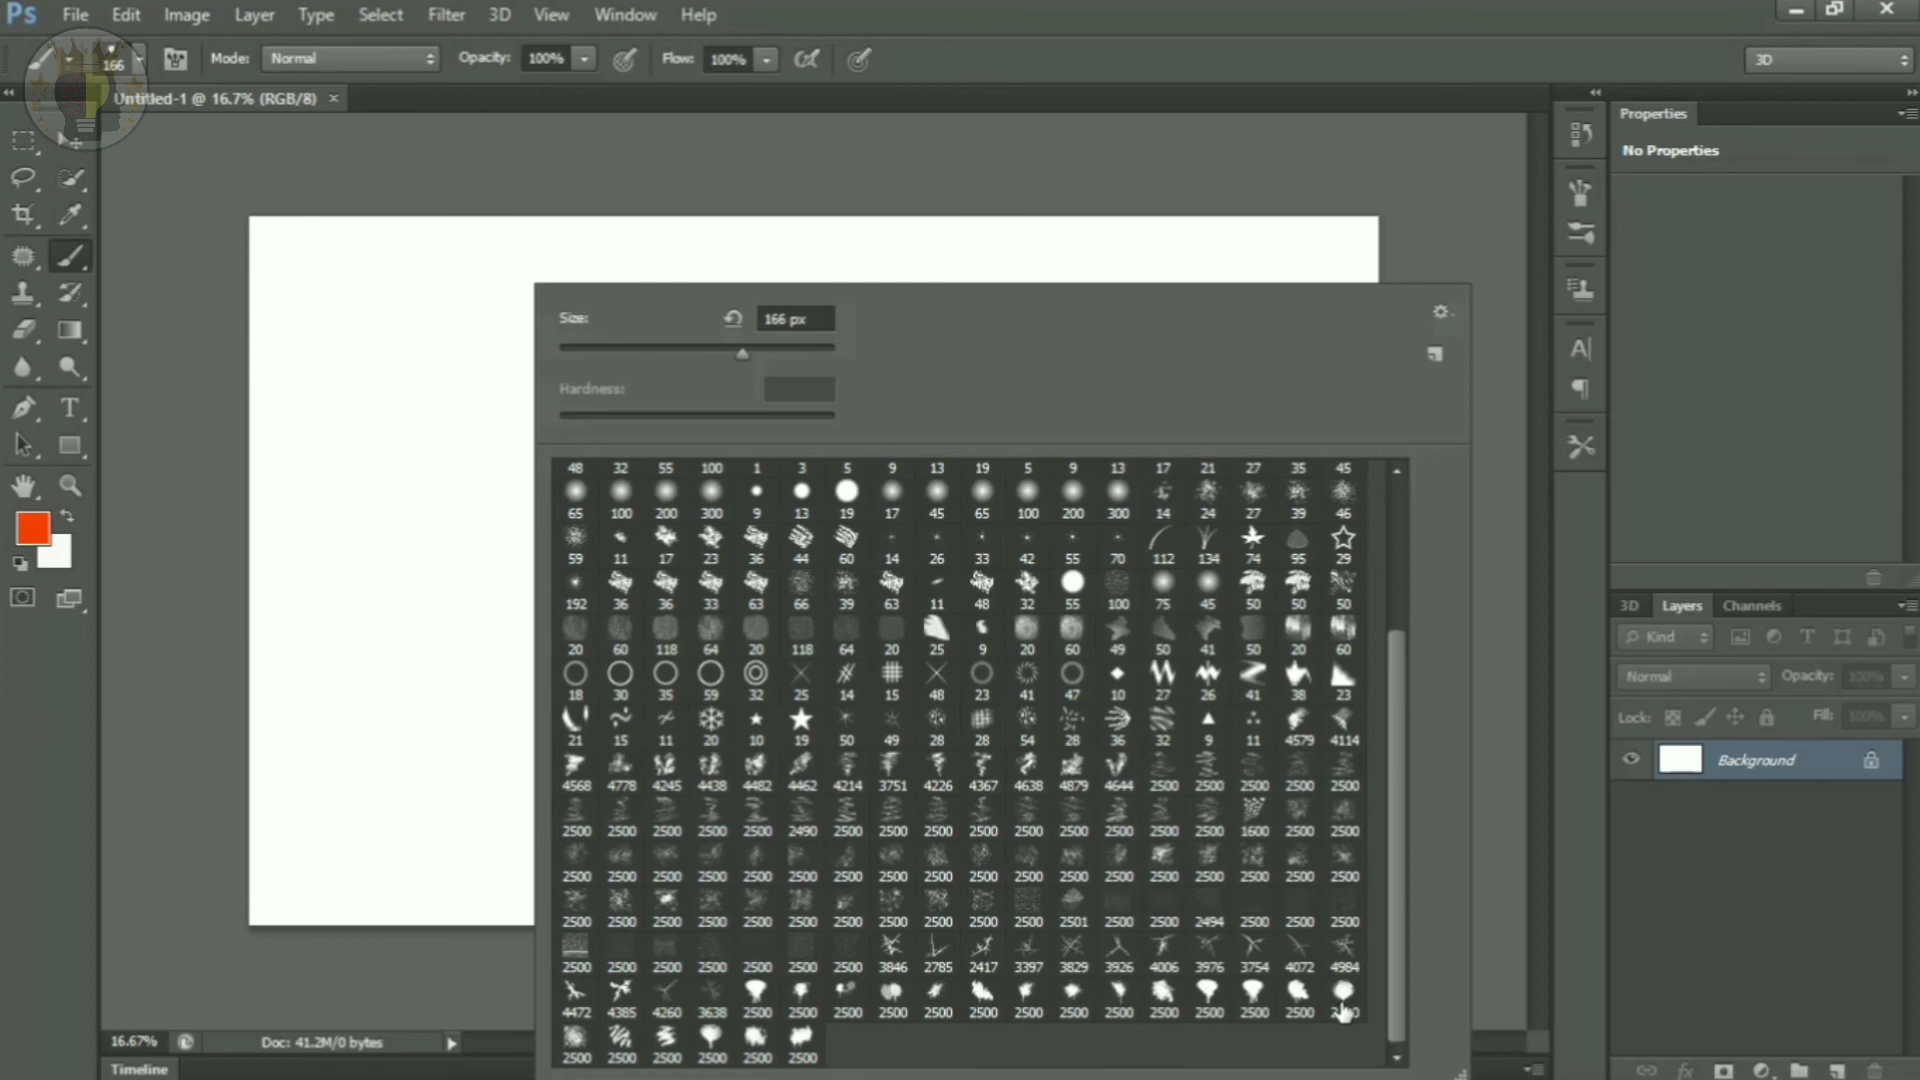 Ps File Edit Image Layer Type Select Filter 3D View Window Help
166 Mode: Normal Opacity: 100% Flow: 100% 3D
Untitled-1 @ 16.7% (RGB/8) ×
Properties
No Properties
Size: 166 px
Hardness:
48 32 55 100 1 3 5 9 13 19 5 9 13 17 21 27 35 45
65 100 200 300 9 13 19 17 45 65 100 200 300 14 24 27 39 46
59 11 17 23 36 44 60 14 26 33 42 55 70 112 134 74 95 29
192 36 36 33 63 66 39 63 11 48 32 55 100 75 45 50 50 50
20 60 118 64 20 118 64 20 25 9 20 60 49 50 41 50 20 60
18 30 35 59 32 25 14 15 48 23 41 47 10 27 26 41 38 23
21 15 11 20 10 19 50 49 28 28 54 28 36 32 9 11 4579 4114
4568 4778 4245 4438 4482 4462 4214 3751 4226 4367 4638 4879 4644 2500 2500 2500 2500 2500
2500 2500 2500 2500 2500 2490 2500 2500 2500 2500 2500 2500 2500 2500 2500 1600 2500 2500
2500 2500 2500 2500 2500 2500 2500 2500 2500 2500 2500 2500 2500 2500 2500 2500 2500 2500
2500 2500 2500 2500 2500 2500 2500 2500 2500 2500 2500 2501 2500 2500 2494 2500 2500 2500
2500 2500 2500 2500 2500 2500 2500 3846 2785 2417 3397 3829 3926 4006 3976 3754 4072 4984
4472 4385 4260 3638 2500 2500 2500 2500 2500 2500 2500 2500 2500 2500 2500 2500 2500
2500 2500 2500 2500 2500 2500
3D Layers Channels
Kind
Normal Opacity: 100%
Lock: Fill: 100%
Background
16.67% Doc: 41.2M/0 bytes
Timeline